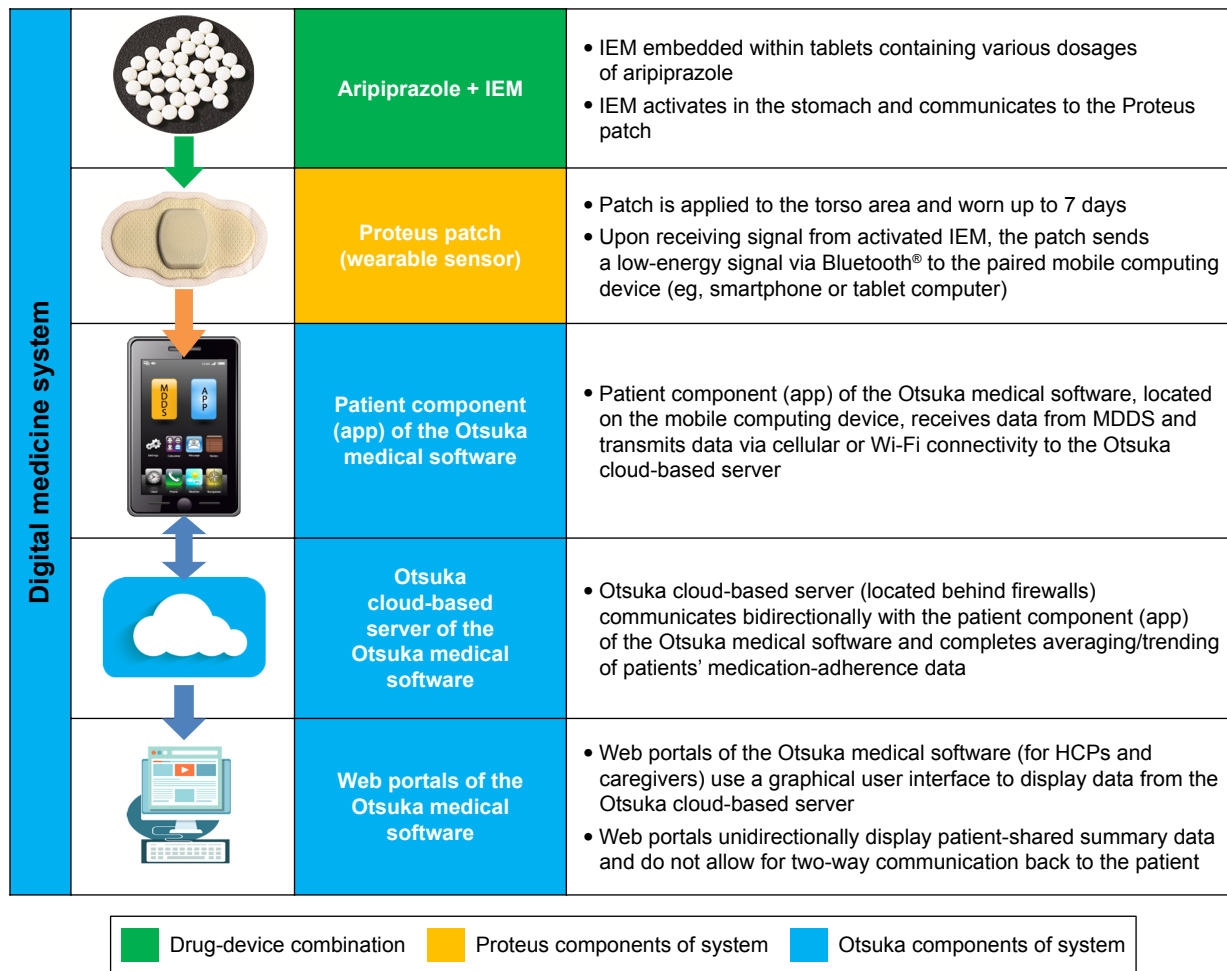 Digital medicine system
Aripiprazole + IEM
• IEM embedded within tablets containing various dosages
of aripiprazole
• IEM activates in the stomach and communicates to the Proteus
patch
Proteus patch
(wearable sensor)
• Patch is applied to the torso area and worn up to 7 days
• Upon receiving signal from activated IEM, the patch sends
a low-energy signal via Bluetooth® to the paired mobile computing
device (eg, smartphone or tablet computer)
MDDS
APP
Patient component
(app) of the Otsuka
medical software
• Patient component (app) of the Otsuka medical software, located
on the mobile computing device, receives data from MDDS and
transmits data via cellular or Wi-Fi connectivity to the Otsuka
cloud-based server
Otsuka
cloud-based
server of the
Otsuka medical
software
• Otsuka cloud-based server (located behind firewalls)
communicates bidirectionally with the patient component (app)
of the Otsuka medical software and completes averaging/trending
of patients’ medication-adherence data
Web portals of the
Otsuka medical
software
• Web portals of the Otsuka medical software (for HCPs and
caregivers) use a graphical user interface to display data from the
Otsuka cloud-based server
• Web portals unidirectionally display patient-shared summary data
and do not allow for two-way communication back to the patient
Drug-device combination
Proteus components of system
Otsuka components of system